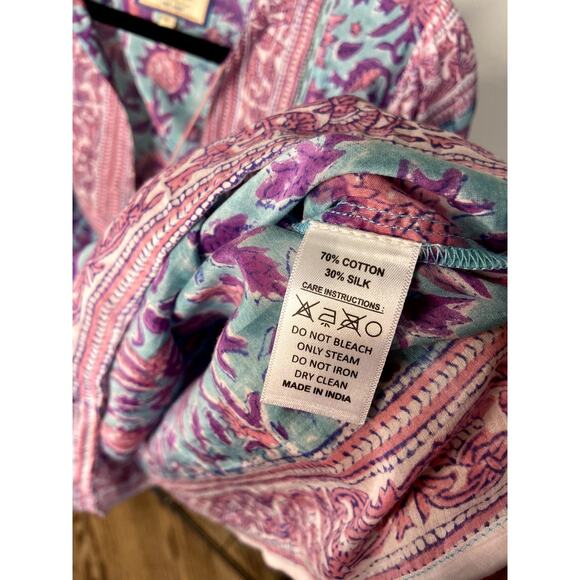 70% COTTON
30% SILK
CARE INSTRUCTIONS :
DO NOT BLEACH
ONLY STEAM
DO NOT IRON
DRY CLEAN
MADE IN INDIA